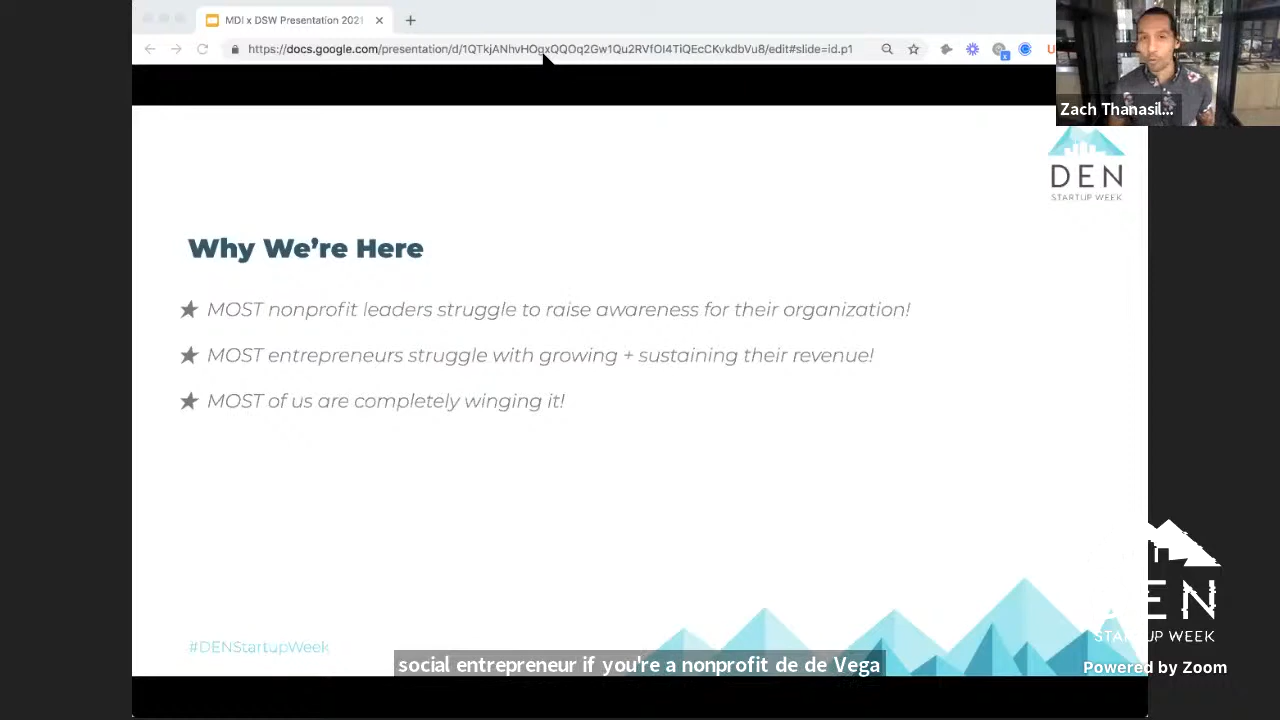 MDI x DSW Presentation 2021
https://docs.google.com/presentation/d/
/edit#slide=id.p1
Zach Thanasil...
DEN
STARTUP WEEK
Why We're Here
MOST nonprofit leaders struggle to raise awareness for their organization!
MOST entrepreneurs struggle with growing + sustaining their revenue!
MOST of us are completely winging it!
#DENStartupWeek
social entrepreneur if you're a nonprofit de de Vega
EN
UP WEEK
Powered by Zoom